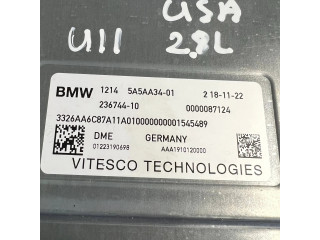 USA
U11 2.8L
BMW 1214 5A5AA34-01 2 18-11-22
236744-10 0000087124
3326AA6C87A11A01000000000001545489
DME GERMANY
01223190698 AAA1910120000
VITESCO TECHNOLOGIES